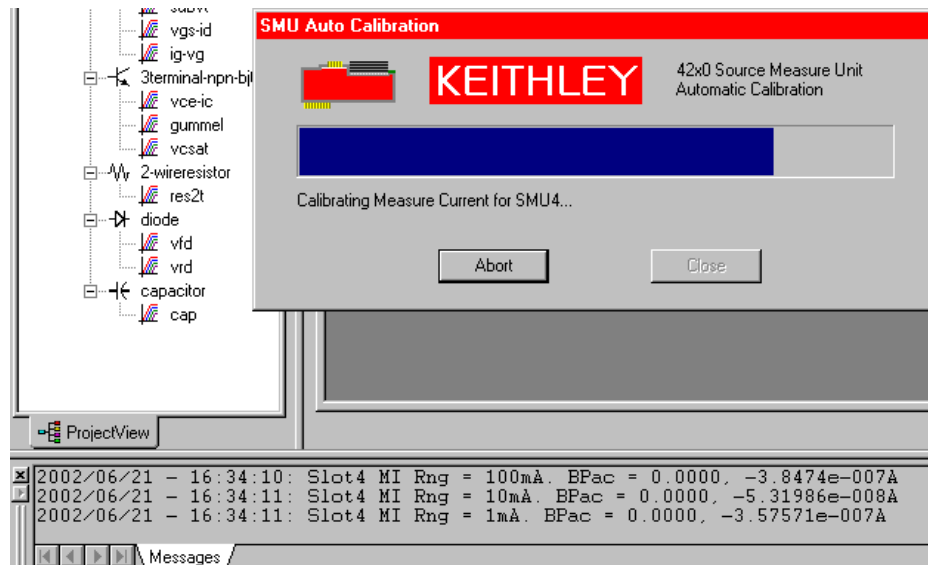 subvt
vgs-id
ig-vg
3terminal-npn-bjt
vce-ic
gummel
vcsat
2-wireresistor
res2t
diode
vfd
vrd
capacitor
cap
ProjectView
SMU Auto Calibration
KEITHLEY
42x0 Source Measure Unit
Automatic Calibration
Calibrating Measure Current for SMU4...
Abort
Close
2002/06/21 - 16:34:10: Slot4 MI Rng = 100mA. BPac = 0.0000, -3.8474e-007A
2002/06/21 - 16:34:11: Slot4 MI Rng = 10mA. BPac = 0.0000, -5.31986e-008A
2002/06/21 - 16:34:11: Slot4 MI Rng = 1mA. BPac = 0.0000, -3.57571e-007A
Messages